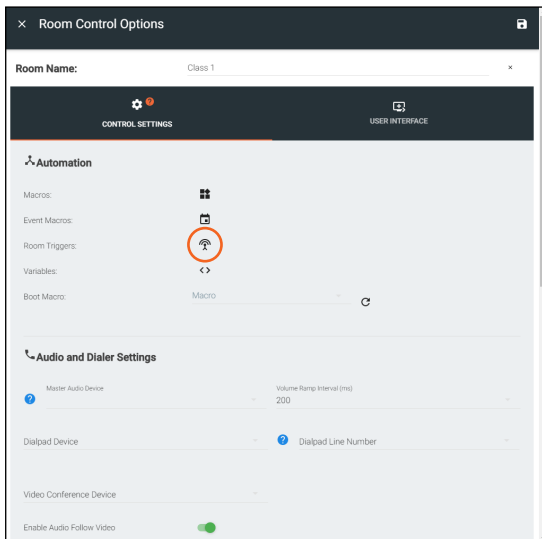 × Room Control Options
Room Name: Class 1 ×
CONTROL SETTINGS
USER INTERFACE
Automation
Macros:
Event Macros:
Room Triggers:
Variables:
Boot Macro: Macro
Audio and Dialer Settings
Master Audio Device
Volume Ramp Interval (ms)
200
Dialpad Device
Dialpad Line Number
Video Conference Device
Enable Audio Follow Video